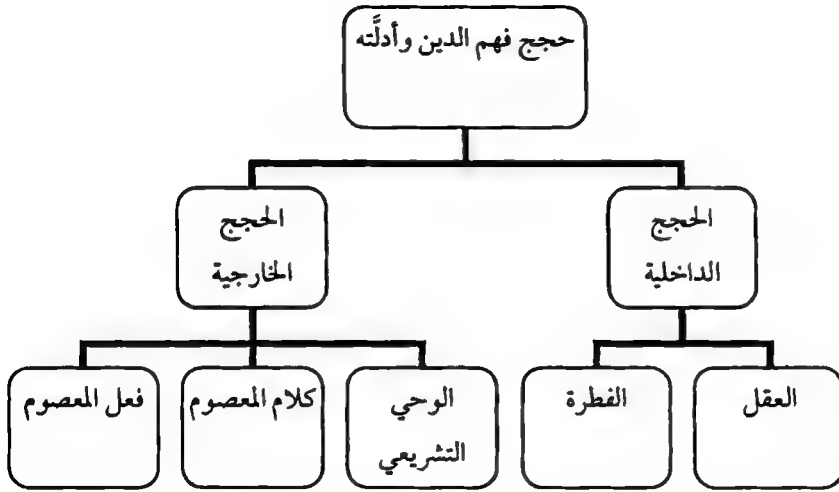 حجج فهم الدين وأدلَّته
الحجج
الداخلية
الحجج
الخارجية
العقل
الفطرة
الوحي
التشريعي
كلام المعصوم
فعل المعصوم